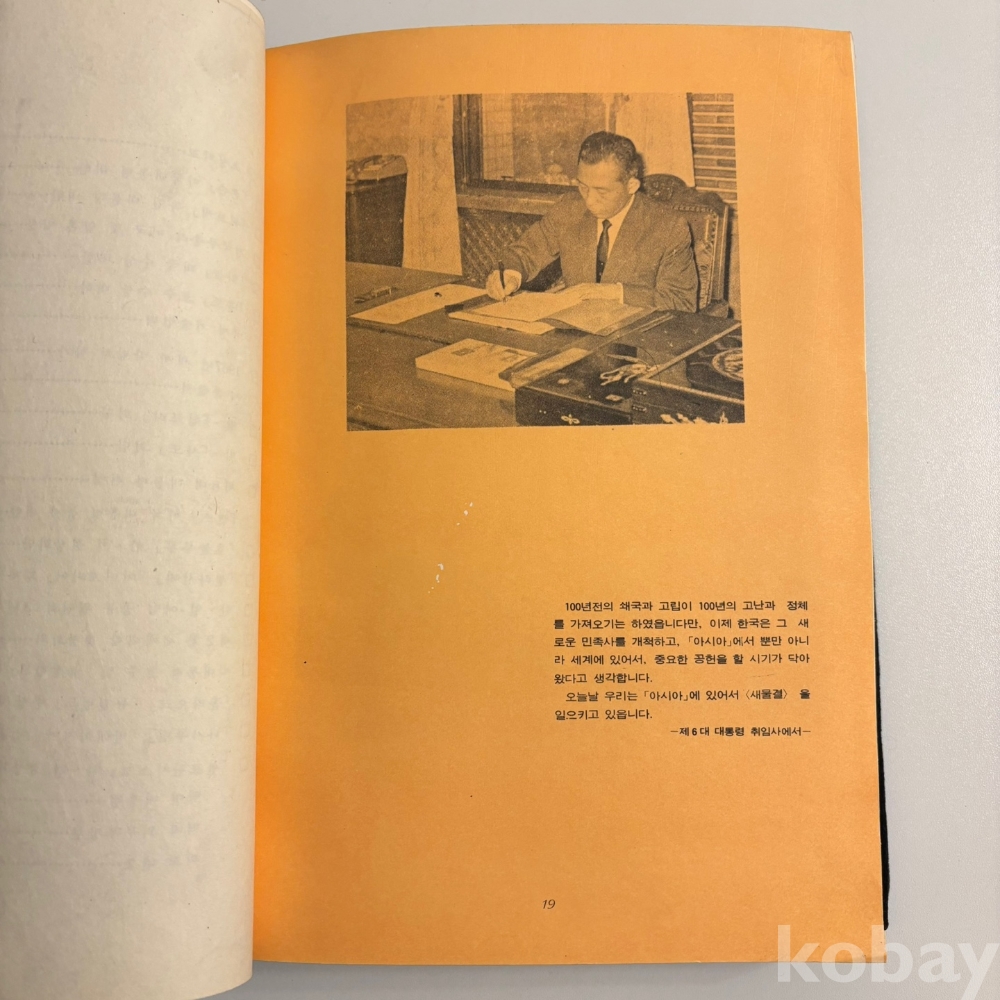 100년전의 쇄국과 고립이 100년의 고난과 정체
를 가져오기는 하였읍니다만, 이제 한국은 그 새
로운 민족사를 개척하고, 「아시아」에서 뿐만 아니
라 세계에 있어서, 중요한 공헌을 할 시기가 닥아
왔다고 생각합니다.
오늘날 우리는 「아시아」에 있어서 〈새물결〉 을
일으키고 있읍니다.
—제 6 대 대통령 취임사에서—
19
kobay